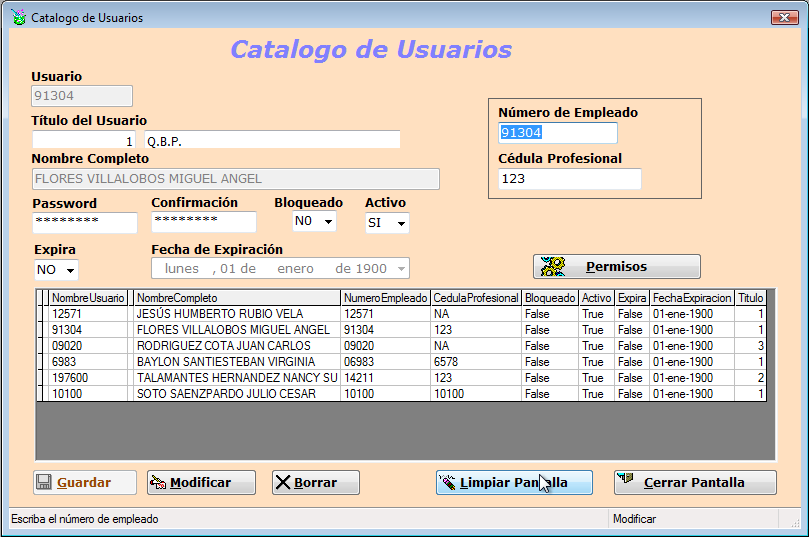 Catalogo de Usuarios
Catalogo de Usuarios
Usuario
91304
Título del Usuario
1 Q.B.P.
Nombre Completo
FLORES VILLALOBOS MIGUEL ANGEL
Número de Empleado
91304
Cédula Profesional
123
Password Confirmación Bloqueado Activo
******** ******** NO SI
Expira Fecha de Expiración
NO lunes , 01 de enero de 1900
Permisos
NombreUsuario NombreCompleto NumeroEmpleado CedulaProfesional Bloqueado Activo Expira FechaExpiracion Titulo
12571 JESÚS HUMBERTO RUBIO VELA 12571 NA False True False 01-ene-1900 1
91304 FLORES VILLALOBOS MIGUEL ANGEL 91304 123 False True False 01-ene-1900 1
09020 RODRIGUEZ COTA JUAN CARLOS 09020 NA False True False 01-ene-1900 3
6983 BAYLON SANTIESTEBAN VIRGINIA 06983 6578 False True False 01-ene-1900 1
197600 TALAMANTES HERNANDEZ NANCY SU 14211 123 False True False 01-ene-1900 2
10100 SOTO SAENZPARDO JULIO CESAR 10100 10100 False True False 01-ene-1900 1
Guardar Modificar Borrar Limpiar Pantalla Cerrar Pantalla
Escriba el número de empleado Modificar